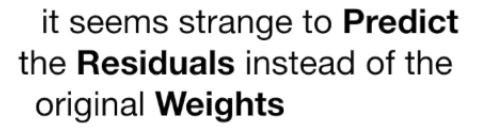 it seems strange to Predict
the Residuals instead of the
original Weights